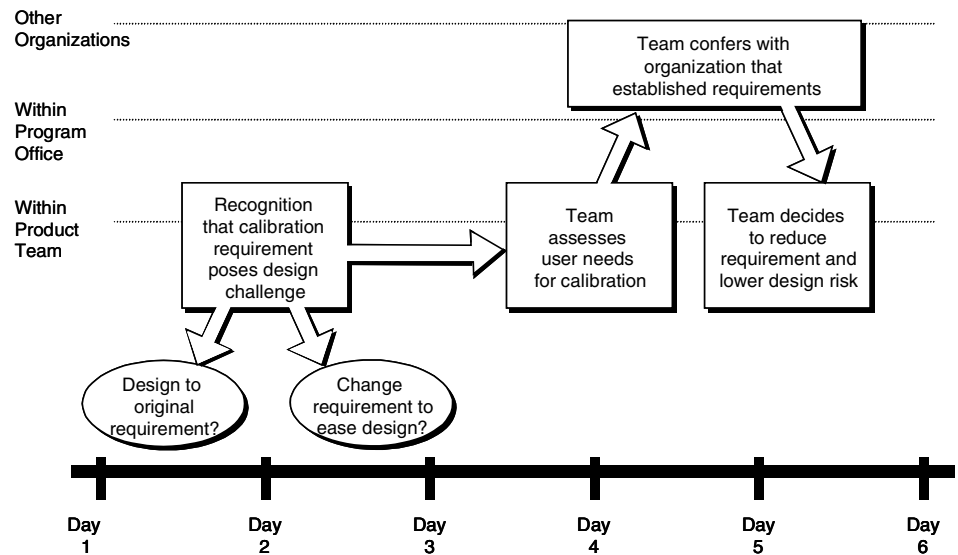 Other
Organizations
Team confers with
organization that
established requirements
Within
Program
Office
Within
Product
Team
Recognition
that calibration
requirement
poses design
challenge
Team
assesses
user needs
for calibration
Team decides
to reduce
requirement and
lower design risk
Design to
original
requirement?
Change
requirement to
ease design?
Day
1
Day
2
Day
3
Day
4
Day
5
Day
6